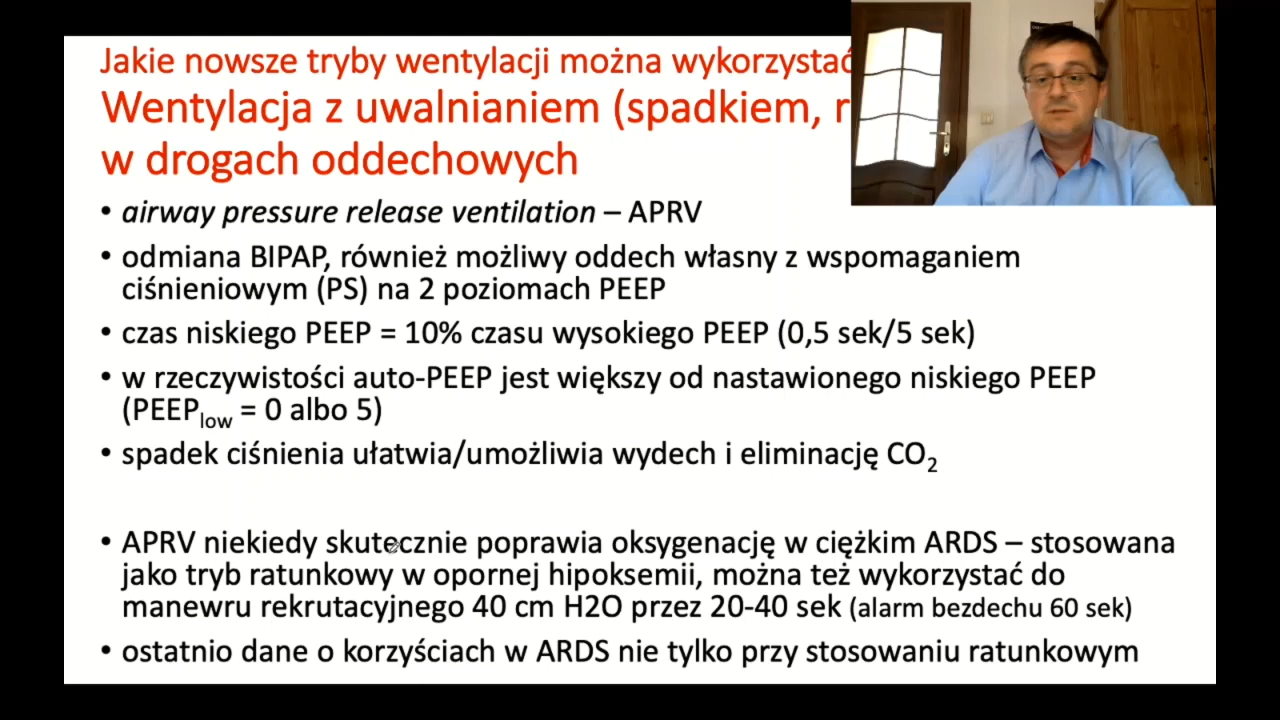 Jakie nowsze tryby wentylacji można wykorzystać
Wentylacja z uwalnianiem (spadkiem,
w drogach oddechowych
• airway pressure release ventilation – APRV
• odmiana BIPAP, również możliwy oddech własny z wspomaganiem
ciśnieniowym (PS) na 2 poziomach PEEP
• czas niskiego PEEP = 10% czasu wysokiego PEEP (0,5 sek/5 sek)
• w rzeczywistości auto-PEEP jest większy od nastawionego niskiego PEEP
(PEEPlow = 0 albo 5)
• spadek ciśnienia ułatwia/umożliwia wydech i eliminację CO2
• APRV niekiedy skutecznie poprawia oksygenację w ciężkim ARDS – stosowana
jako tryb ratunkowy w opornej hipoksemii, można też wykorzystać do
manewru rekrutacyjnego 40 cm H2O przez 20-40 sek (alarm bezdechu 60 sek)
• ostatnio dane o korzyściach w ARDS nie tylko przy stosowaniu ratunkowym